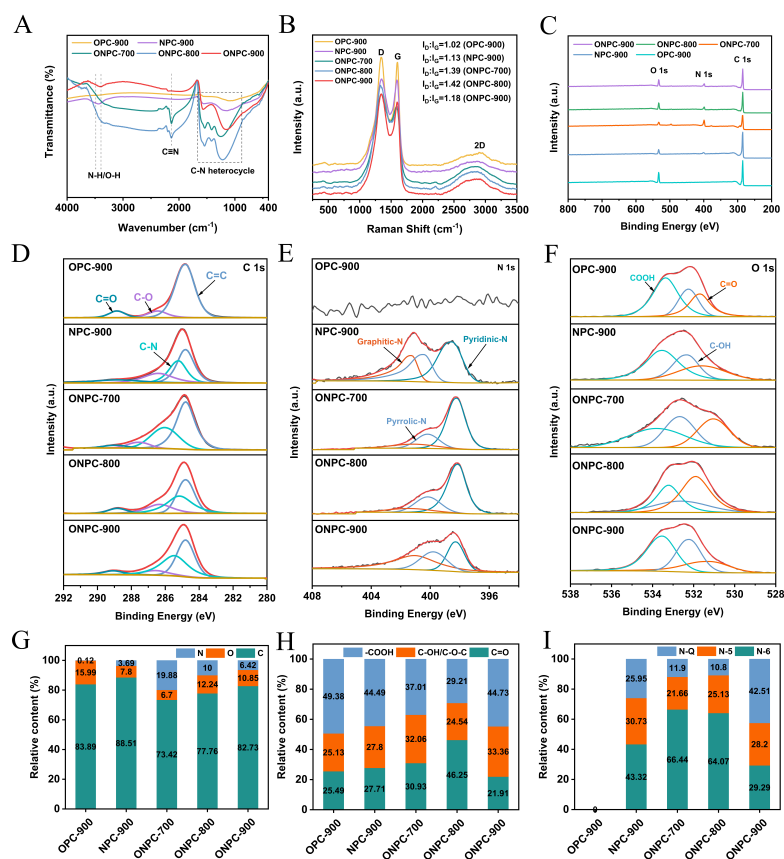 A
OPC-900 NPC-900
ONPC-700 ONPC-800 ONPC-900
Transmittance (%)
N-H/O-H
C≡N
C-N heterocycle
4000 3000 2000 1000 400
Wavenumber (cm-1)
B
OPC-900
NPC-900
ONPC-700
ONPC-800
ONPC-900
D
G
2D
ID:IG=1.02 (OPC-900)
ID:IG=1.13 (NPC-900)
ID:IG=1.39 (ONPC-700)
ID:IG=1.42 (ONPC-800)
ID:IG=1.18 (ONPC-900)
Intensity (a.u.)
500 1000 1500 2000 2500 3000 3500
Raman Shift (cm-1)
C
ONPC-900 ONPC-800 ONPC-700
NPC-900 OPC-900
O 1s
N 1s
C 1s
Intensity (a.u.)
800 700 600 500 400 300 200
Binding Energy (eV)
D
OPC-900
C 1s
C=O
C-O
C=C
NPC-900
C-N
ONPC-700
ONPC-800
ONPC-900
Intensity (a.u.)
292 290 288 286 284 282 280
Binding Energy (eV)
E
OPC-900
N 1s
NPC-900
Graphitic-N
Pyridinic-N
ONPC-700
Pyrrolic-N
ONPC-800
ONPC-900
Intensity (a.u.)
408 404 400 396
Binding Energy (eV)
F
OPC-900
O 1s
COOH
C=O
NPC-900
C-OH
ONPC-700
ONPC-800
ONPC-900
Intensity (a.u.)
538 536 534 532 530 528
Binding Energy (eV)
G
N O C
Relative content (%)
100
90
80
70
60
50
40
30
20
10
0
0.12 3.69 19.88 10 6.42
15.99 7.8 6.7 12.24 10.85
83.89 88.51 73.42 77.76 82.73
OPC-900 NPC-900 ONPC-700 ONPC-800 ONPC-900
H
-COOH C-OH/C-O-C C=O
Relative content (%)
100
80
60
40
20
0
49.38 44.49 37.01 29.21 44.73
25.13 27.8 32.06 24.54 33.36
25.49 27.71 30.93 46.25 21.91
OPC-900 NPC-900 ONPC-700 ONPC-800 ONPC-900
I
N-Q N-5 N-6
Relative content (%)
100
80
60
40
20
0
25.95 11.9 10.8 42.51
30.73 21.66 25.13 28.2
43.32 66.44 64.07 29.29
OPC-900 NPC-900 ONPC-700 ONPC-800 ONPC-900